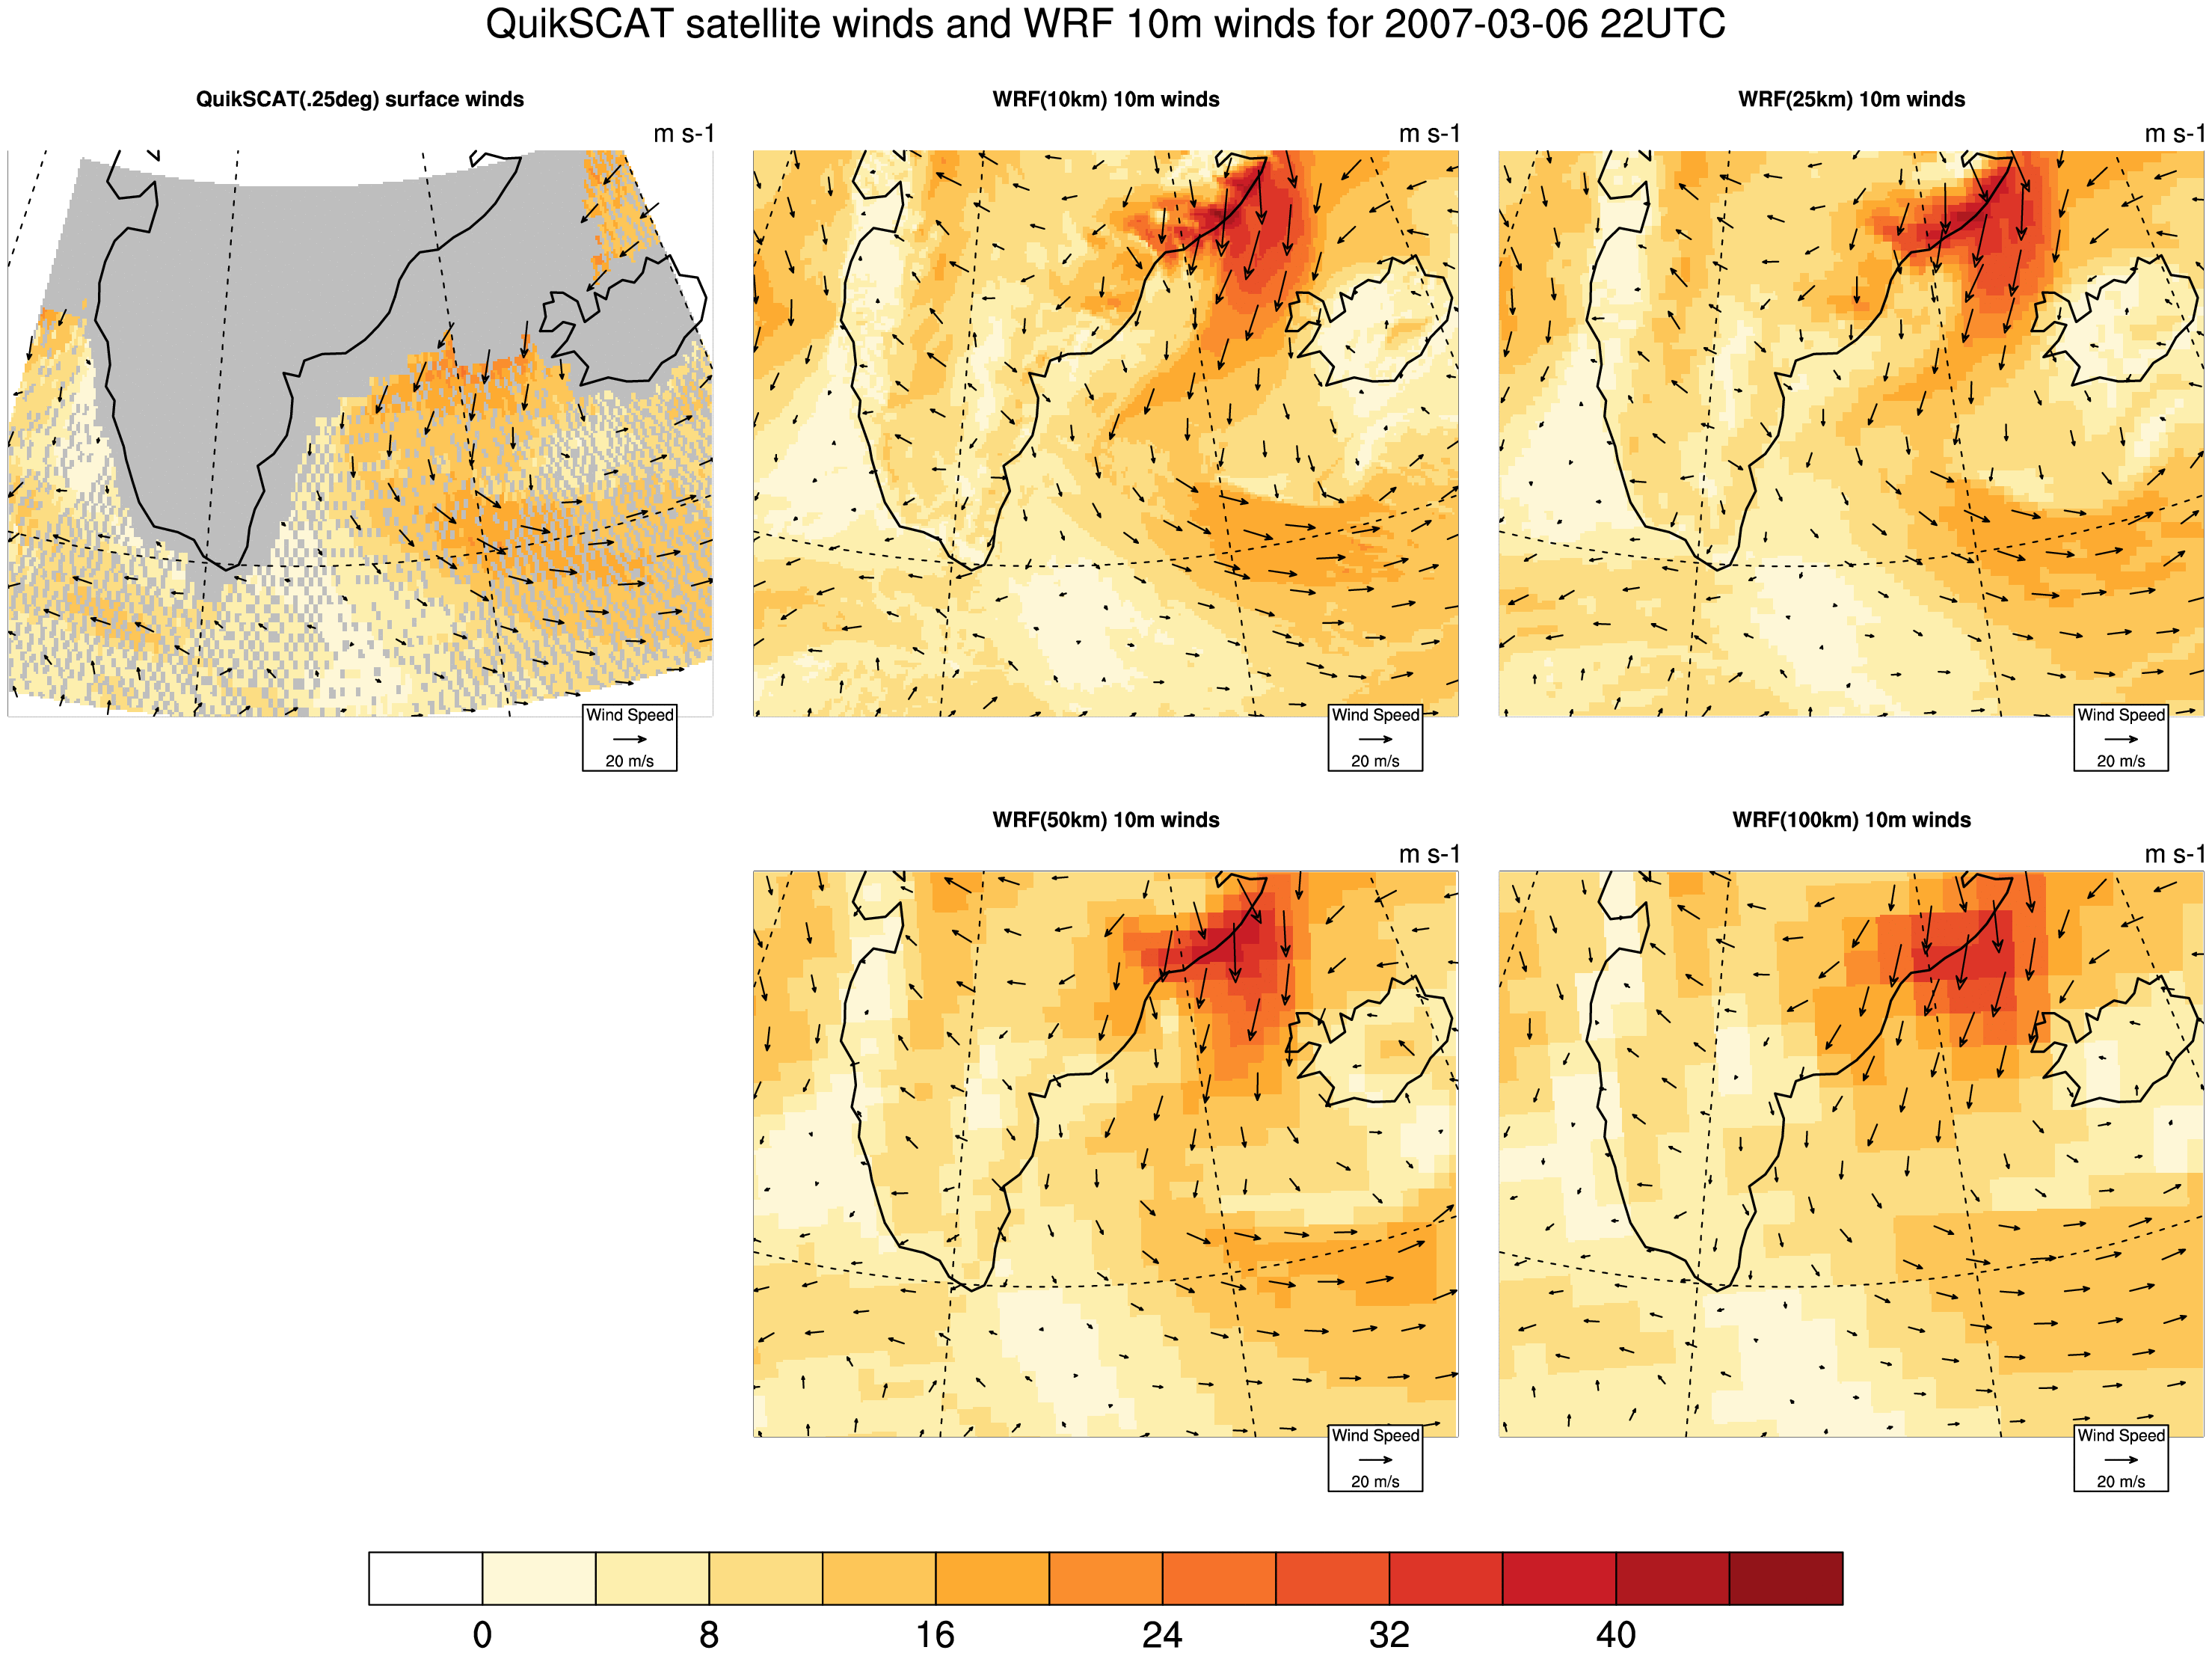 QuikSCAT satellite winds and WRF 10m winds for 2007-03-06 22UTC
QuikSCAT(.25deg) surface winds
m s-1
Wind Speed
20 m/s
WRF(10km) 10m winds
m s-1
Wind Speed
20 m/s
WRF(25km) 10m winds
m s-1
Wind Speed
20 m/s
WRF(50km) 10m winds
m s-1
Wind Speed
20 m/s
WRF(100km) 10m winds
m s-1
Wind Speed
20 m/s
0 8 16 24 32 40